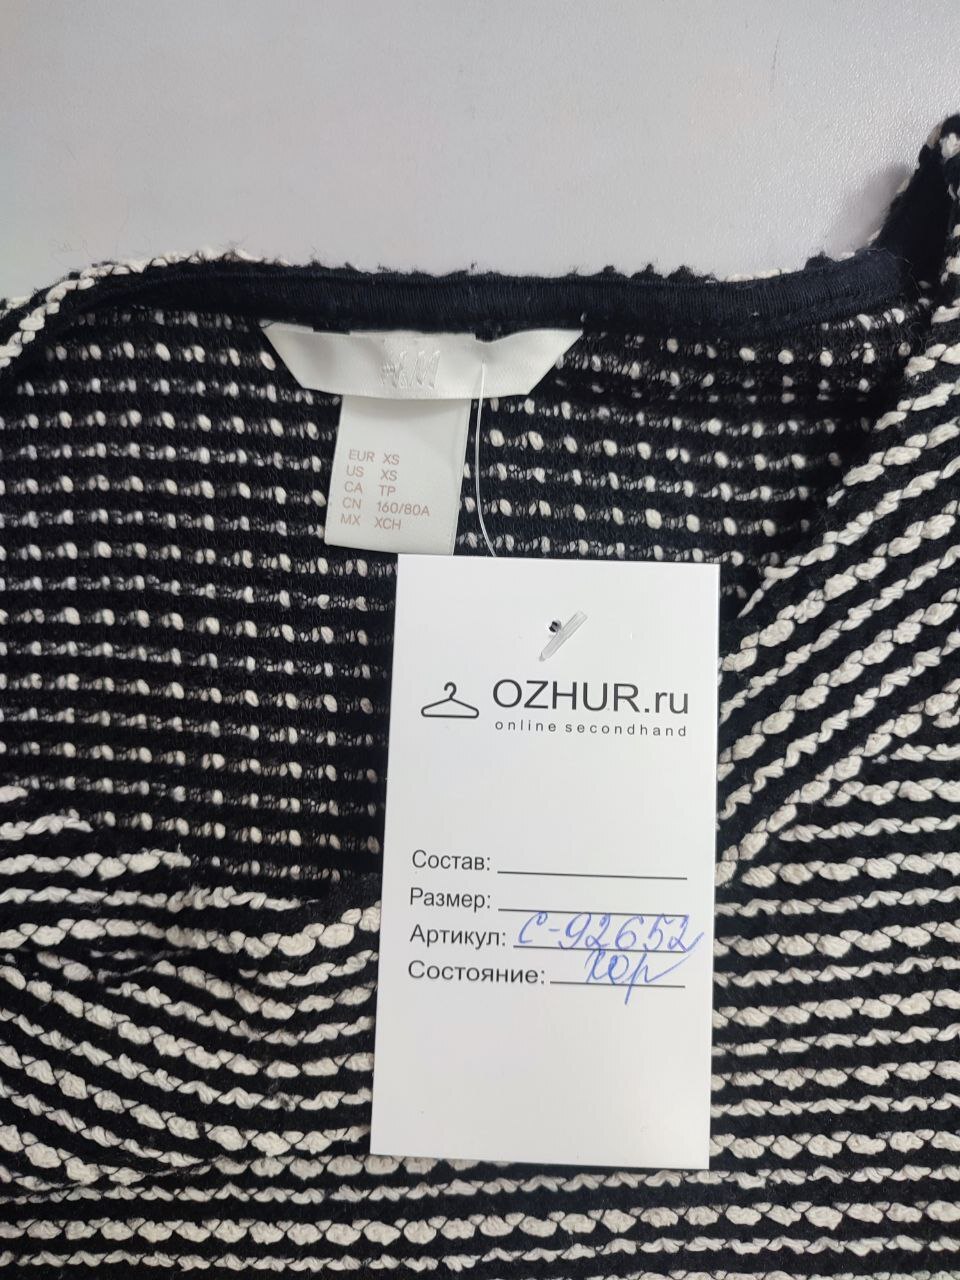 H&M
EUR XS
US XS
CA TP
CN 160/80A
MX XCH
OZHUR.ru
online secondhand
Состав:
Размер:
Артикул: С-92652
Состояние: хор